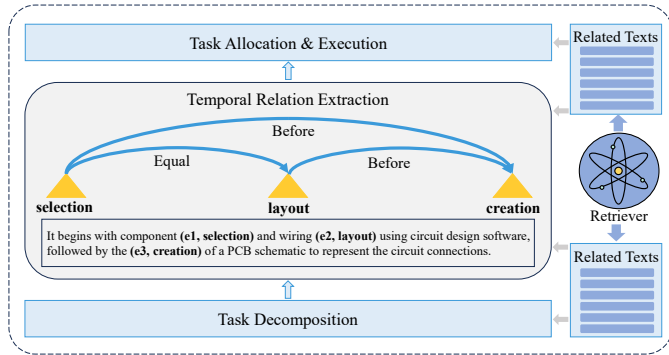 Task Allocation & Execution
Related Texts
Temporal Relation Extraction
Before
Equal
Before
selection
layout
creation
Retriever
It begins with component (e1, selection) and wiring (e2, layout) using circuit design software,
followed by the (e3, creation) of a PCB schematic to represent the circuit connections.
Related Texts
Task Decomposition